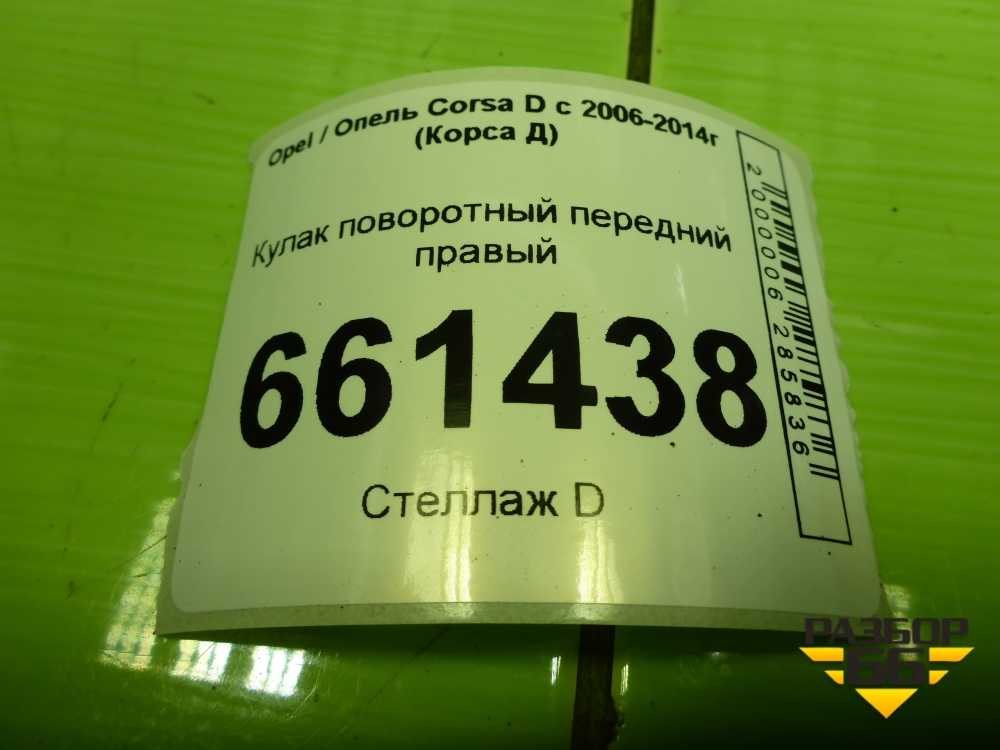 Opel / Опель Corsa D с 2006-2014г
(Корса Д)
Кулак поворотный передний
правый
661438
Стеллаж D
2000006285836
РАЗБОР
66